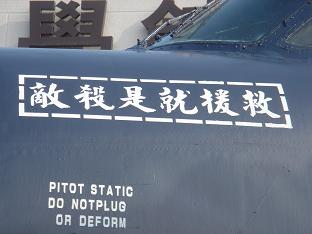 救援就是殺敵
PITOT STATIC
DO NOTPLUG
OR DEFORM